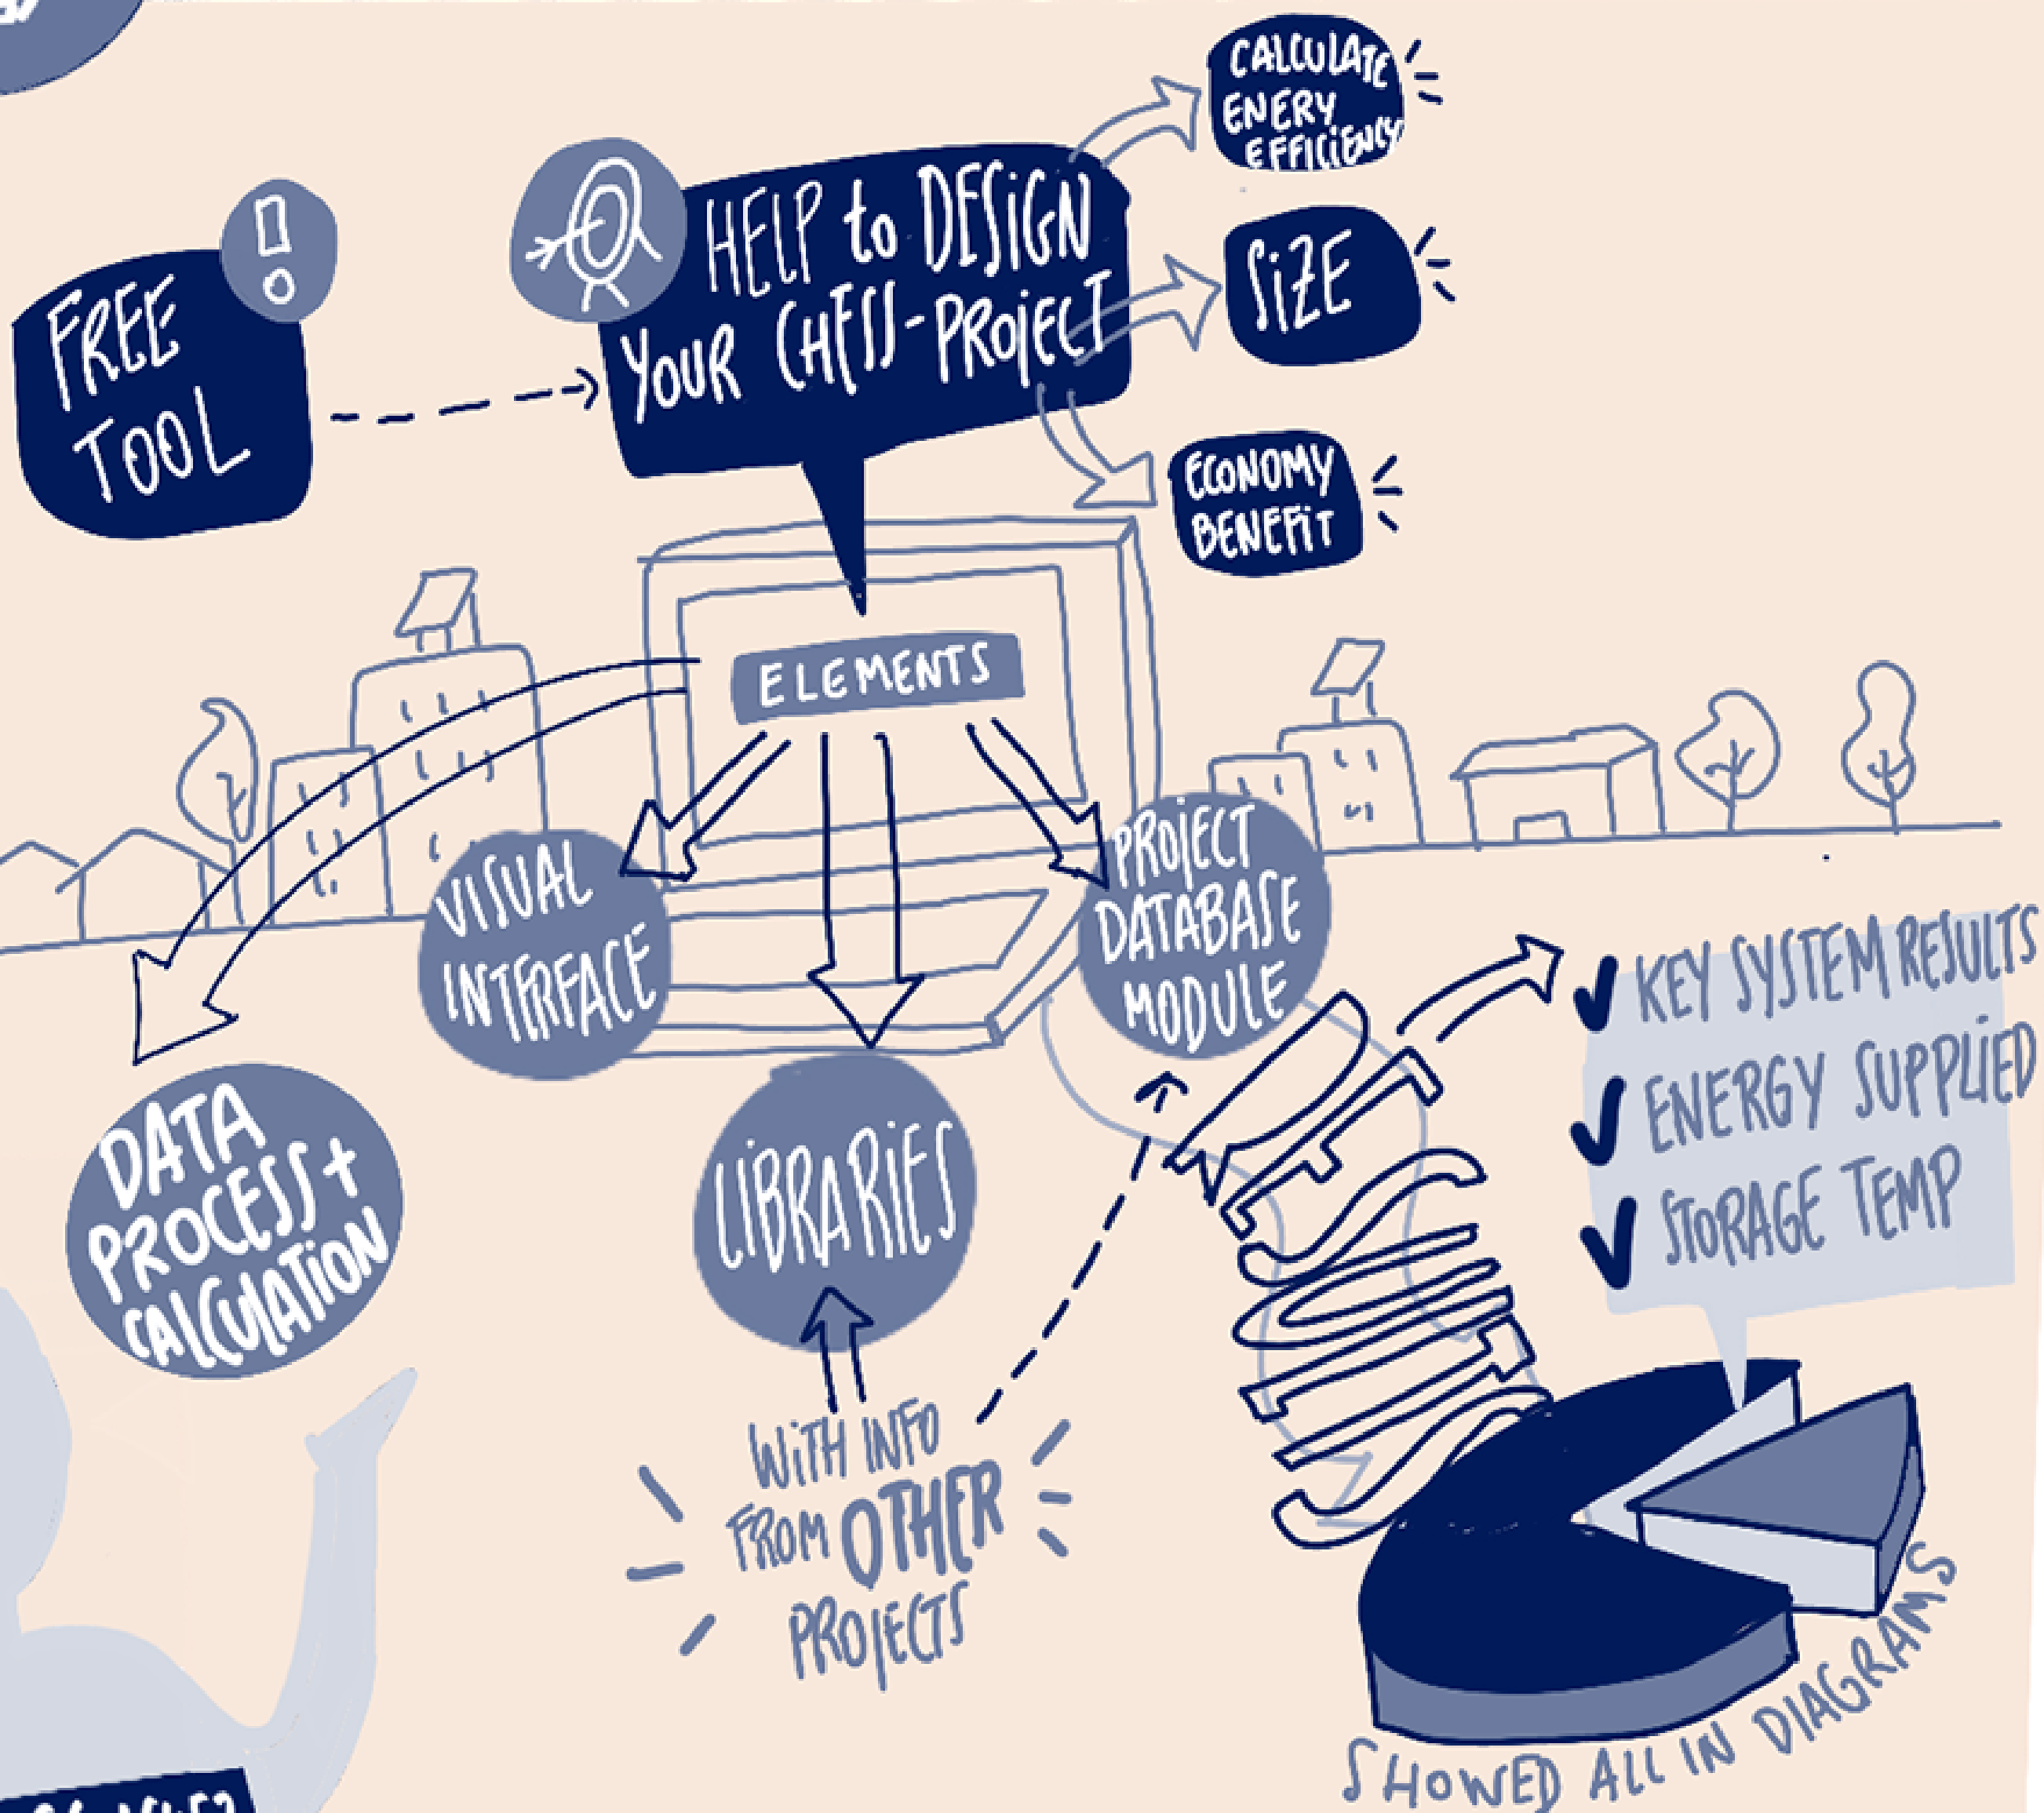 CALCULATE
ENERY
EFFICIENCY
FREE
TOOL
HELP to DESIGN
YOUR CHESS-PROJECT
SIZE
ECONOMY
BENEFIT
ELEMENTS
VISUAL
INTERFACE
PROJECT
DATABASE
MODULE
DATA
PROCESS+
CALCULATION
LIBRARIES
WITH INFO
FROM OTHER
PROJECTS
RESULTS
KEY SYSTEM RESULTS
ENERGY SUPPLIED
STORAGE TEMP
SHOWED ALL IN DIAGRAMS